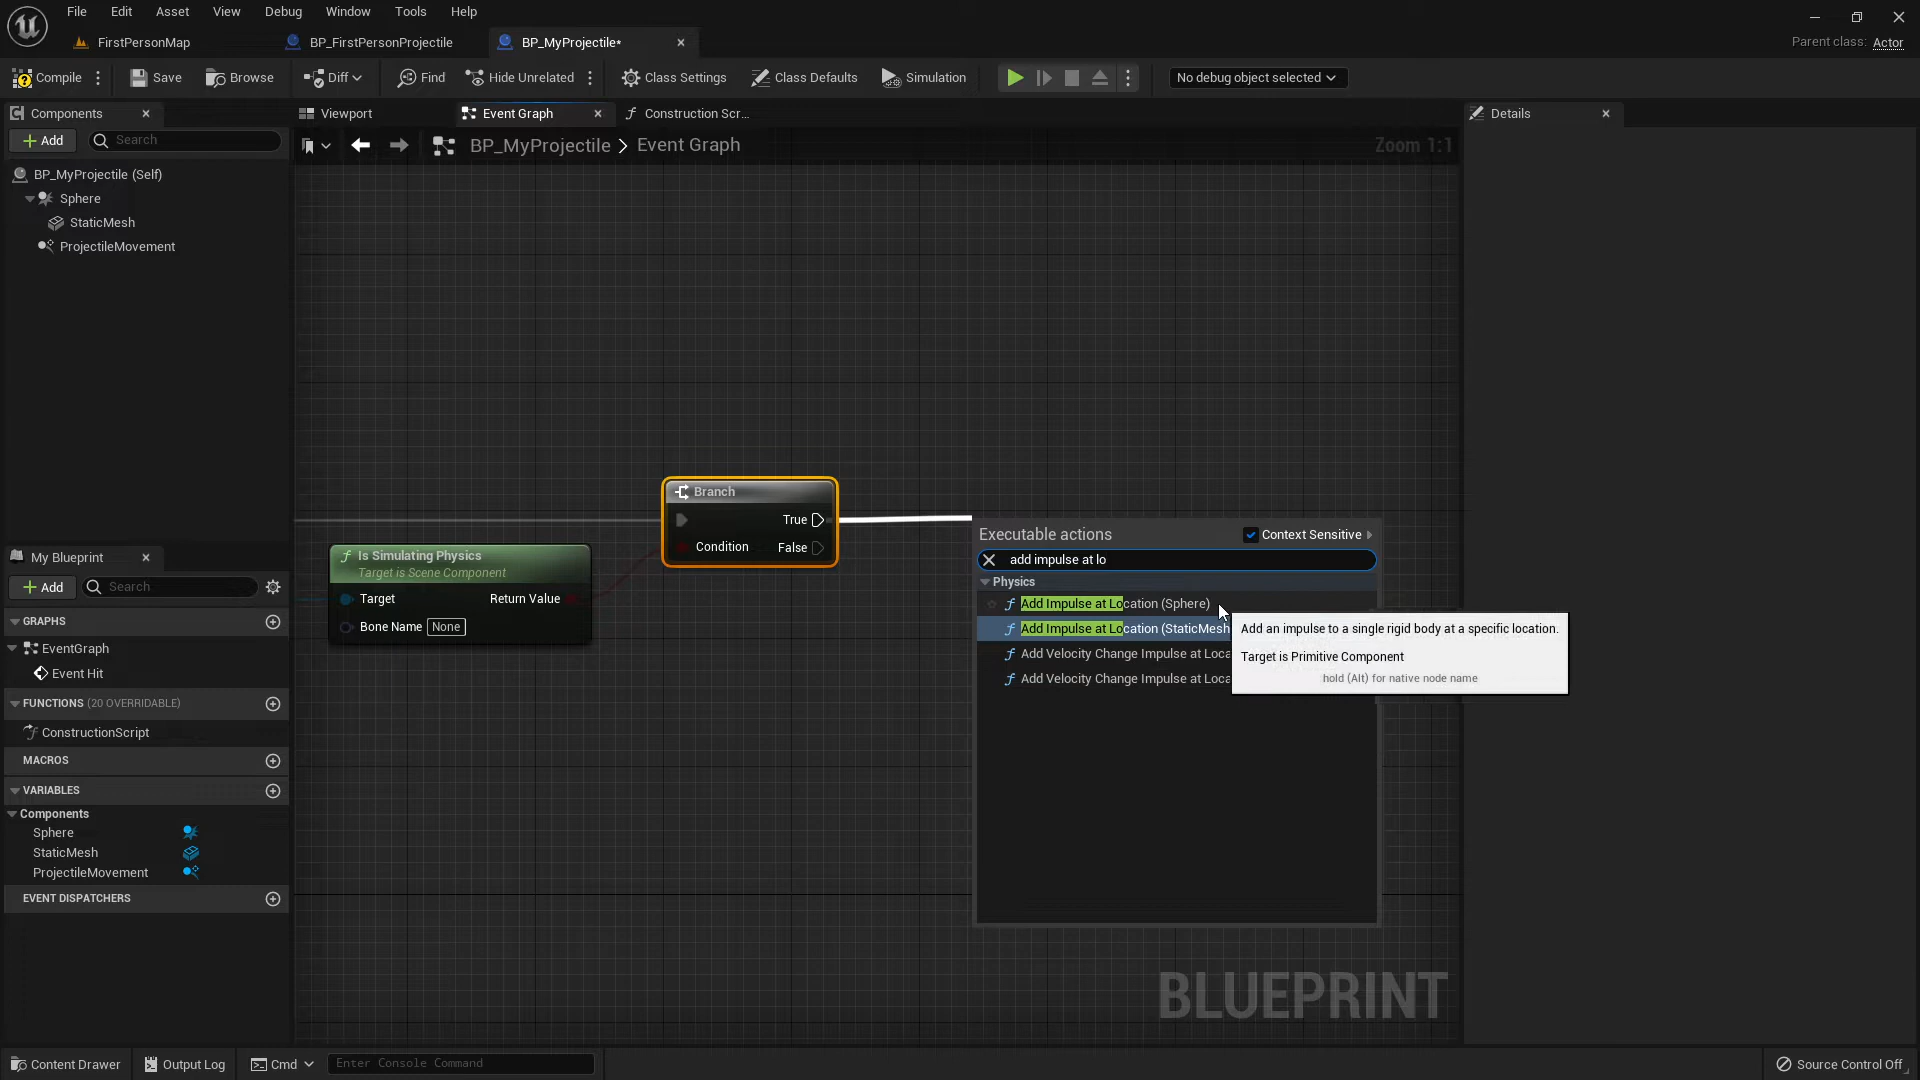 File Edit View Asset Debug Window Tools Help
FirstPersonMap
BP_FirstPersonProjectile
BP_MyProjectile*
Parent class: Actor
Compile
Save
Browse
Diff
Find
Hide Unrelated
Class Settings
Class Defaults
Simulation
No debug object selected
Components
Add
Search
BP_MyProjectile (Self)
Sphere
StaticMesh
ProjectileMovement
Viewport
Event Graph
Construction Scr...
BP_MyProjectile > Event Graph
Zoom 1:1
Details
Branch
True
Condition
False
Is Simulating Physics
Target is Scene Component
Target
Return Value
Bone Name None
Executable actions
Context Sensitive
add impulse at lo
Physics
Add Impulse at Location (Sphere)
Add Impulse at Location (StaticMesh
Add Velocity Change Impulse at Loca
Add Velocity Change Impulse at Loca
Add an impulse to a single rigid body at a specific location.
Target is Primitive Component
hold (Alt) for native node name
My Blueprint
Add
Search
GRAPHS
EventGraph
Event Hit
FUNCTIONS (20 OVERRIDABLE)
ConstructionScript
MACROS
VARIABLES
Components
Sphere
StaticMesh
ProjectileMovement
EVENT DISPATCHERS
BLUEPRINT
Content Drawer
Output Log
Cmd
Enter Console Command
Source Control Off